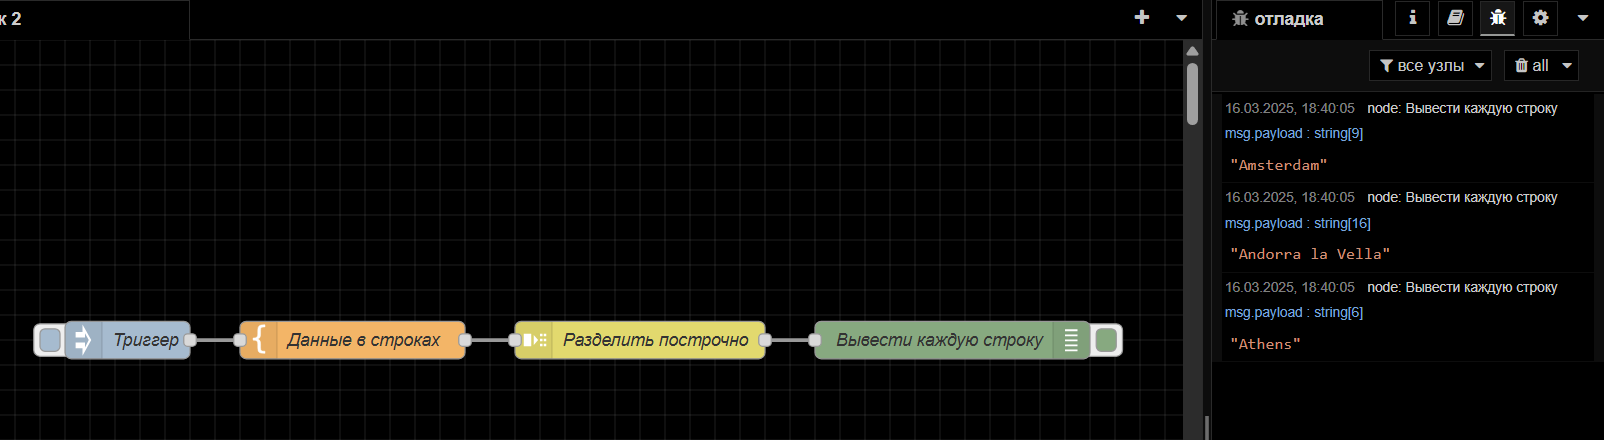 к 2
отладка
все узлы
all
16.03.2025, 18:40:05 node: Вывести каждую строку
msg.payload : string[9]
"Amsterdam"
16.03.2025, 18:40:05 node: Вывести каждую строку
msg.payload : string[16]
"Andorra la Vella"
16.03.2025, 18:40:05 node: Вывести каждую строку
msg.payload : string[6]
"Athens"
Триггер
Данные в строках
Разделить построчно
Вывести каждую строку